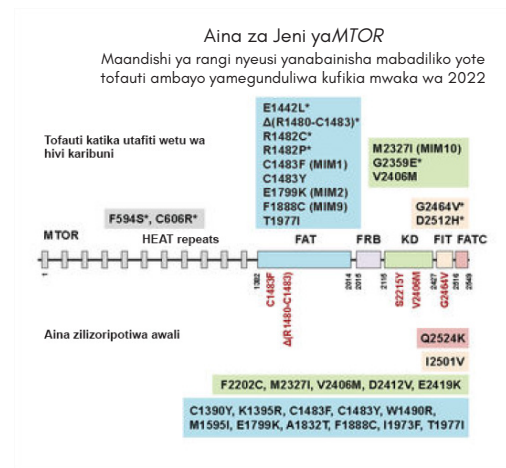 Aina za Jeni yaMTOR
Maandishi ya rangi nyeusi yanabainisha mabadiliko yote
tofauti ambayo yamegunduliwa kufikia mwaka wa 2022
Tofauti katika utafiti wetu wa
hivi karibuni
E1442L*
Δ(R1480-C1483)*
R1482C*
R1482P*
C1483F (MIM1)
C1483Y
E1799K (MIM2)
F1888C (MIM9)
T1977I
M2327I (MIM10)
G2359E*
V2406M
G2464V*
D2512H*
F594S*, C606R*
MTOR
HEAT repeats
FAT
FRB
KD
FIT
FATC
1
1382
2014
2015
2115
2427
2516
2549
C1483F
Δ(R1480-C1483)
S2215Y
V2406M
G2464V
Aina zilizoripotiwa awali
Q2524K
I2501V
F2202C, M2327I, V2406M, D2412V, E2419K
C1390Y, K1395R, C1483F, C1483Y, W1490R,
M1595I, E1799K, A1832T, F1888C, I1973F, T1977I